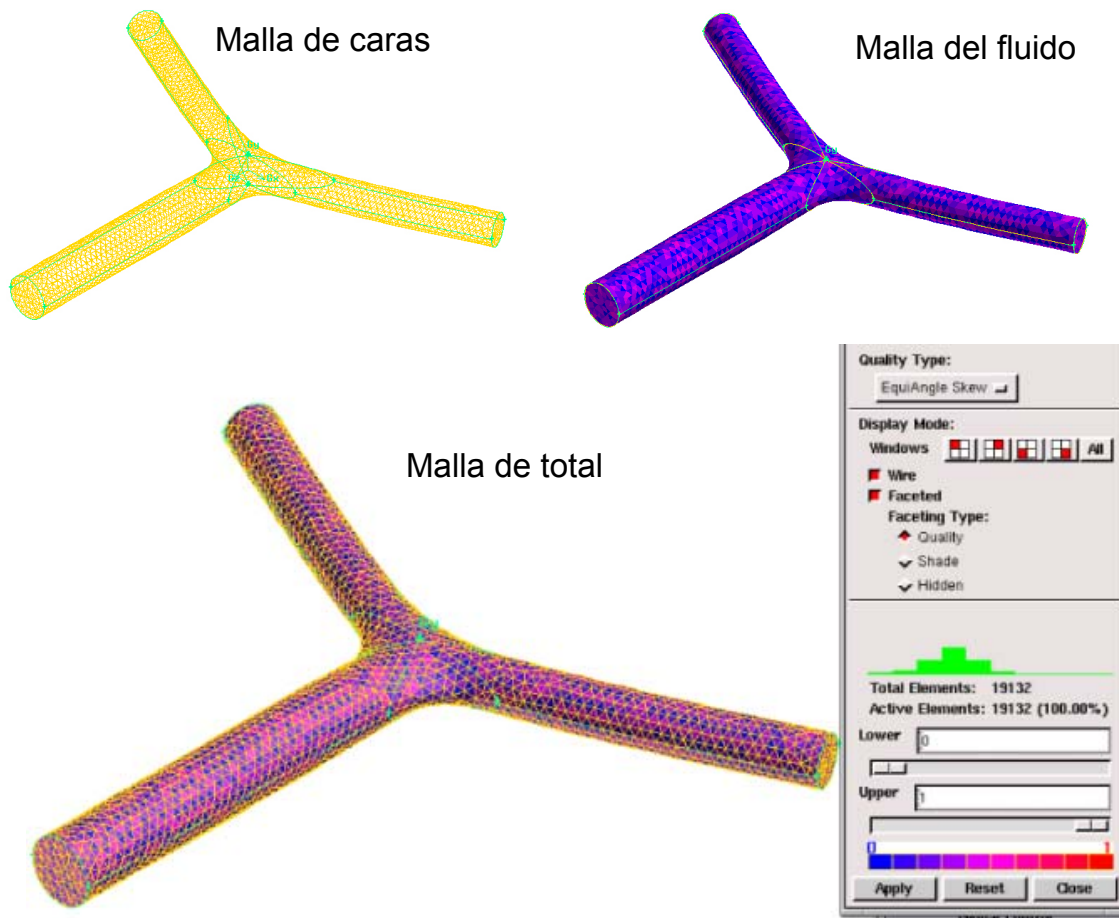 Malla de caras
Malla del fluido
Malla de total
Quality Type:
EquiAngle Skew
Display Mode:
Windows
All
Wire
Faceted
Faceting Type:
Quality
Shade
Hidden
Total Elements: 19132
Active Elements: 19132 (100.00%)
Lower 0
Upper 1
0 1
Apply Reset Close